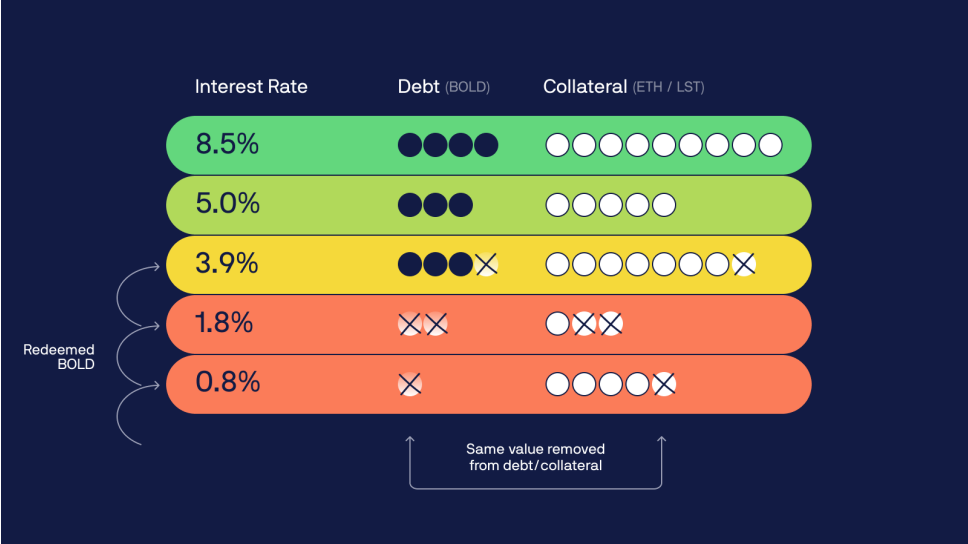 Interest Rate Debt (BOLD) Collateral (ETH / LST)
8.5%
5.0%
3.9%
1.8%
0.8%
Redeemed
BOLD
Same value removed
from debt/collateral